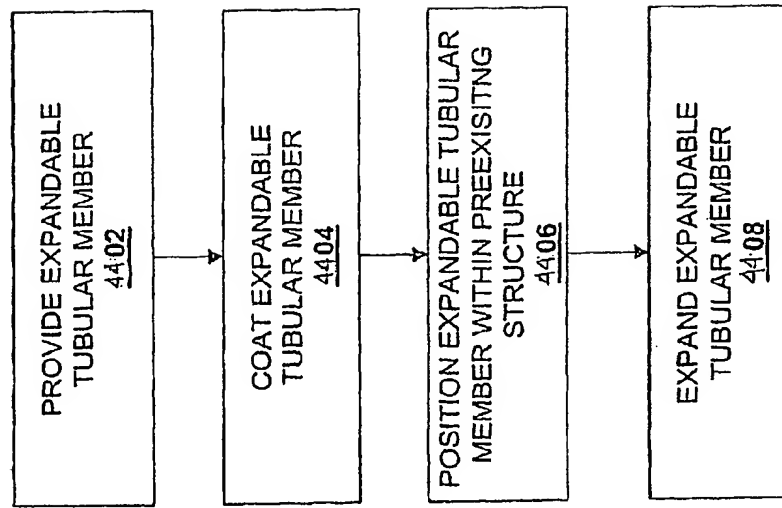 PROVIDE EXPANDABLE
TUBULAR MEMBER
4402
COAT EXPANDABLE
TUBULAR MEMBER
4404
POSITION EXPANDABLE TUBULAR
MEMBER WITHIN PREEXISITNG
STRUCTURE
4406
EXPAND EXPANDABLE
TUBULAR MEMBER
4408